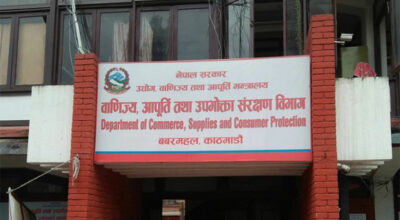 नेपाल सरकार
उद्योग, वाणिज्य तथा आपूर्ति मन्त्रालय
वाणिज्य, आपूर्ति तथा उपभोक्ता संरक्षण विभाग
Department of Commerce, Supplies and Consumer Protection
बबरमहल, काठमाडौं